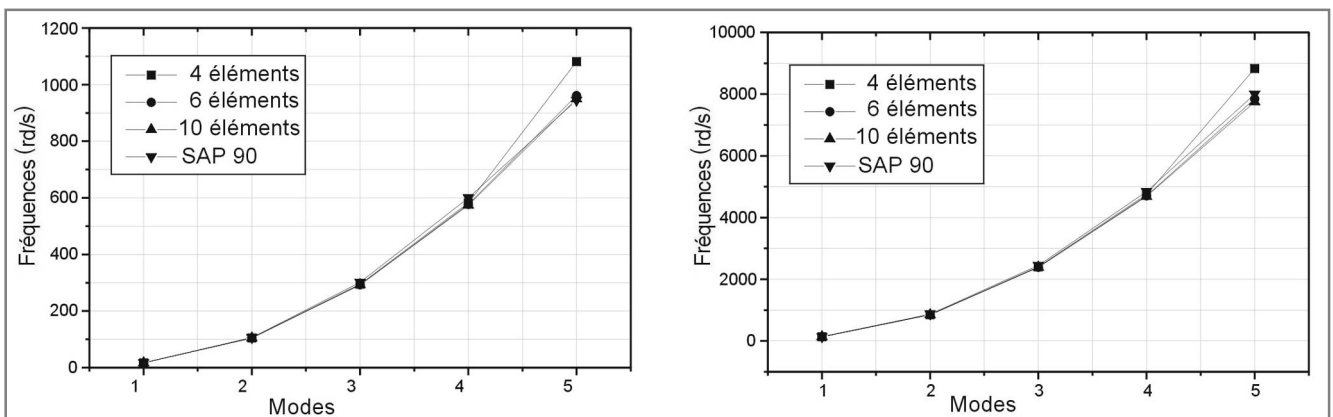 1200
1000
800
600
400
200
0
Fréquences (rd/s)
4 éléments
6 éléments
10 éléments
SAP 90
1 2 3 4 5
Modes
10000
8000
6000
4000
2000
0
Fréquences (rd/s)
4 éléments
6 éléments
10 éléments
SAP 90
1 2 3 4 5
Modes